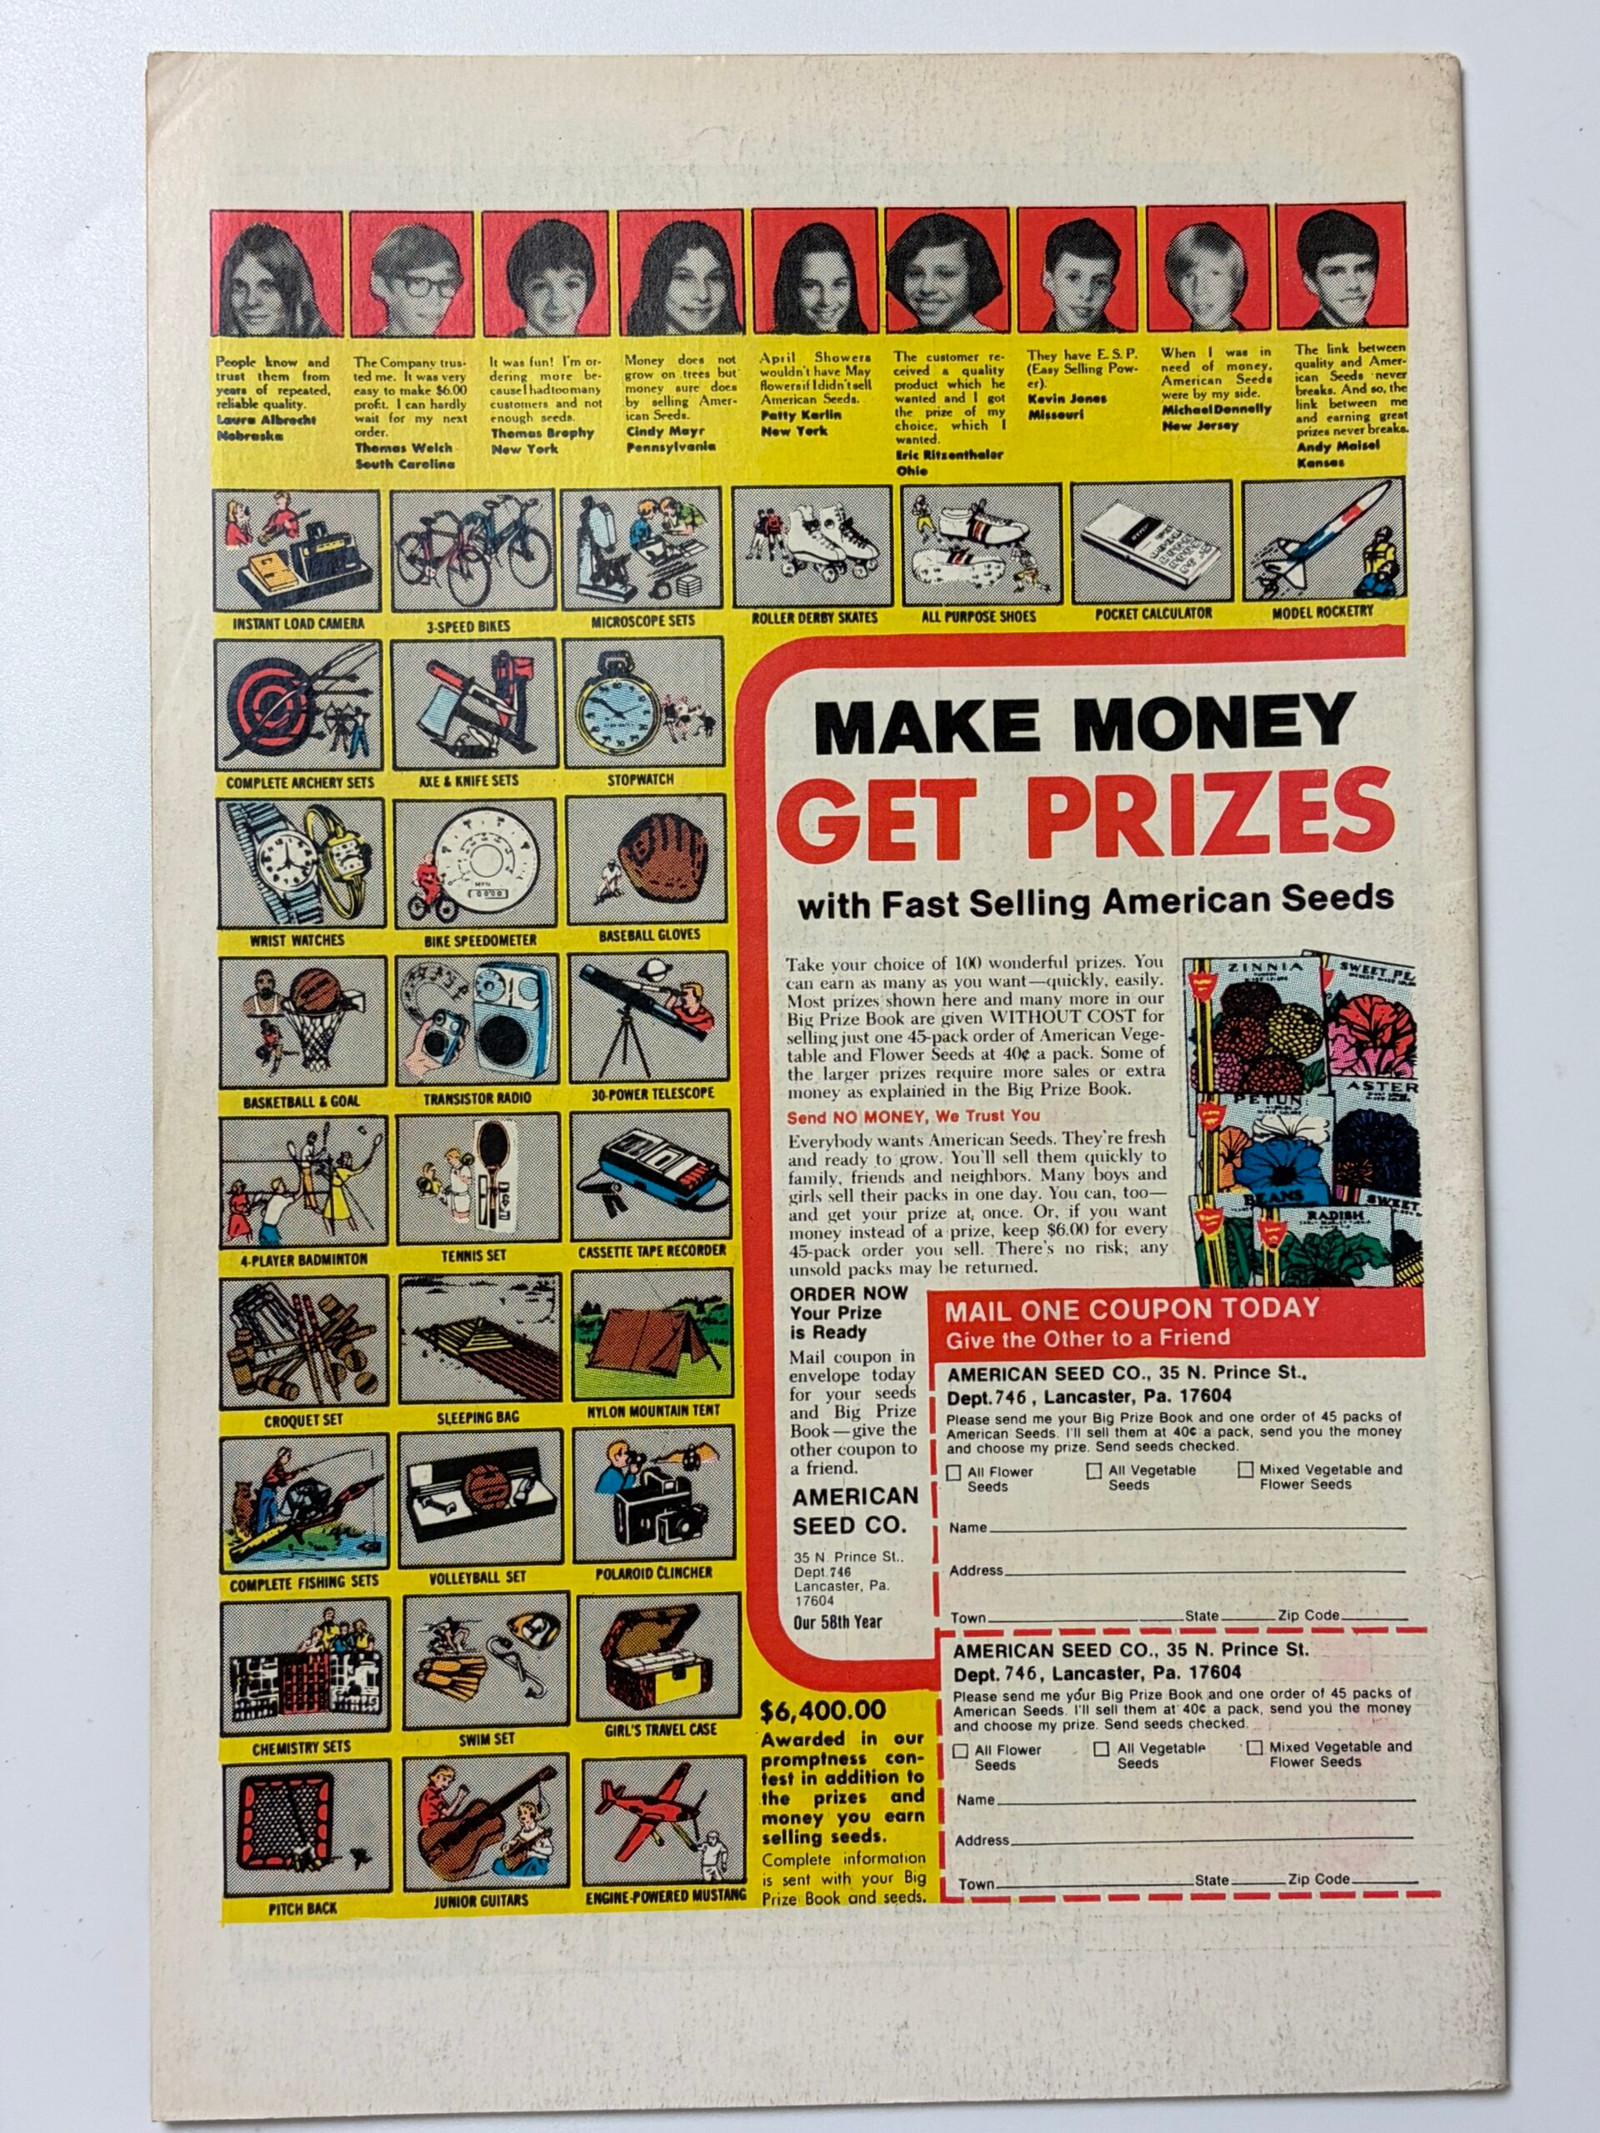 People know and
trust them from
years of repeated,
reliable quality.
Laura Albrecht
Nebraska
The Company trus-
ted me. It was very
easy to make $6.00
profit. I can hardly
wait for my next
order.
Thomas Welch
South Carolina
It was fun! I'm or-
dering more be-
cause I had too many
customers and not
enough seeds.
Thomas Brophy
New York
Money does not
grow on trees but
money sure does
by selling Amer-
ican Seeds.
Cindy Mayr
Pennsylvania
April Showers
wouldn't have May
flowers if I didn't sell
American Seeds.
Patty Karlin
New York
The customer re-
ceived a quality
product which he
wanted and I got
the prize of my
choice, which I
wanted.
Eric Ritzenthaler
Ohio
They have E.S.P.
(Easy Selling Pow-
er).
Kevin Jones
Missouri
When I was in
need of money,
American Seeds
were by my side.
Michael Donnelly
New Jersey
The link between
quality and Amer-
ican Seeds never
breaks. And so, the
link between me
and earning great
prizes never breaks.
Andy Maisel
Kansas
INSTANT LOAD CAMERA
3-SPEED BIKES
MICROSCOPE SETS
ROLLER DERBY SKATES
ALL PURPOSE SHOES
POCKET CALCULATOR
MODEL ROCKETRY
COMPLETE ARCHERY SETS
AXE & KNIFE SETS
STOPWATCH
WRIST WATCHES
MPH
BIKE SPEEDOMETER
BASEBALL GLOVES
BASKETBALL & GOAL
TRANSISTOR RADIO
30-POWER TELESCOPE
4-PLAYER BADMINTON
TENNIS SET
CASSETTE TAPE RECORDER
CROQUET SET
SLEEPING BAG
NYLON MOUNTAIN TENT
COMPLETE FISHING SETS
VOLLEYBALL SET
POLAROID CLINCHER
CHEMISTRY SETS
SWIM SET
GIRL'S TRAVEL CASE
PITCH BACK
JUNIOR GUITARS
ENGINE-POWERED MUSTANG
MAKE MONEY
GET PRIZES
with Fast Selling American Seeds
Take your choice of 100 wonderful prizes. You
can earn as many as you want—quickly, easily.
Most prizes shown here and many more in our
Big Prize Book are given WITHOUT COST for
selling just one 45-pack order of American Vege-
table and Flower Seeds at 40¢ a pack. Some of
the larger prizes require more sales or extra
money as explained in the Big Prize Book.
Send NO MONEY, We Trust You
Everybody wants American Seeds. They're fresh
and ready to grow. You'll sell them quickly to
family, friends and neighbors. Many boys and
girls sell their packs in one day. You can, too—
and get your prize at once. Or, if you want
money instead of a prize, keep $6.00 for every
45-pack order you sell. There's no risk; any
unsold packs may be returned.
ZINNIA
SWEET PE
ASTER
PETUN
BEANS
RADISH
SWEET
ORDER NOW
Your Prize
is Ready
Mail coupon in
envelope today
for your seeds
and Big Prize
Book—give the
other coupon to
a friend.
AMERICAN
SEED CO.
35 N. Prince St.,
Dept 746
Lancaster, Pa.
17604
Our 58th Year
$6,400.00
Awarded in our
promptness con-
test in addition to
the prizes and
money you earn
selling seeds.
Complete information
is sent with your Big
Prize Book and seeds.
MAIL ONE COUPON TODAY
Give the Other to a Friend
AMERICAN SEED CO., 35 N. Prince St.,
Dept. 746, Lancaster, Pa. 17604
Please send me your Big Prize Book and one order of 45 packs of
American Seeds. I'll sell them at 40¢ a pack, send you the money
and choose my prize. Send seeds checked.
All Flower Seeds
All Vegetable Seeds
Mixed Vegetable and Flower Seeds
Name
Address
Town State Zip Code
AMERICAN SEED CO., 35 N. Prince St.
Dept. 746, Lancaster, Pa. 17604
Please send me your Big Prize Book and one order of 45 packs of
American Seeds. I'll sell them at 40¢ a pack, send you the money
and choose my prize. Send seeds checked.
All Flower Seeds
All Vegetable Seeds
Mixed Vegetable and Flower Seeds
Name
Address
Town State Zip Code